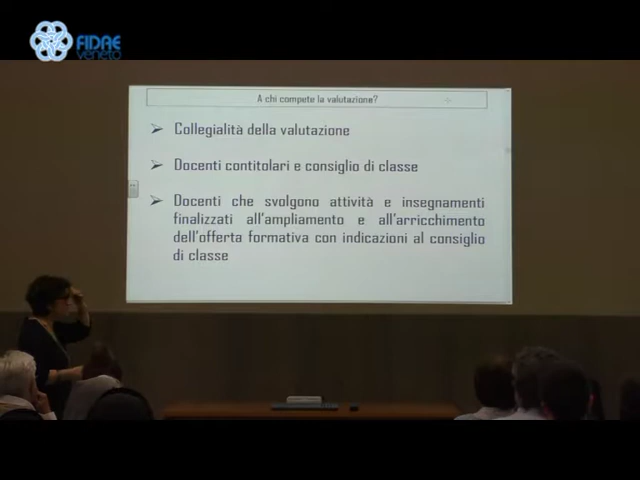 FIDAE
veneto
A chi compete la valutazione?
➢ Collegialità della valutazione
➢ Docenti contitolari e consiglio di classe
➢ Docenti che svolgono attività e insegnamenti
finalizzati all'ampliamento e all'arricchimento
dell'offerta formativa con indicazioni al consiglio
di classe